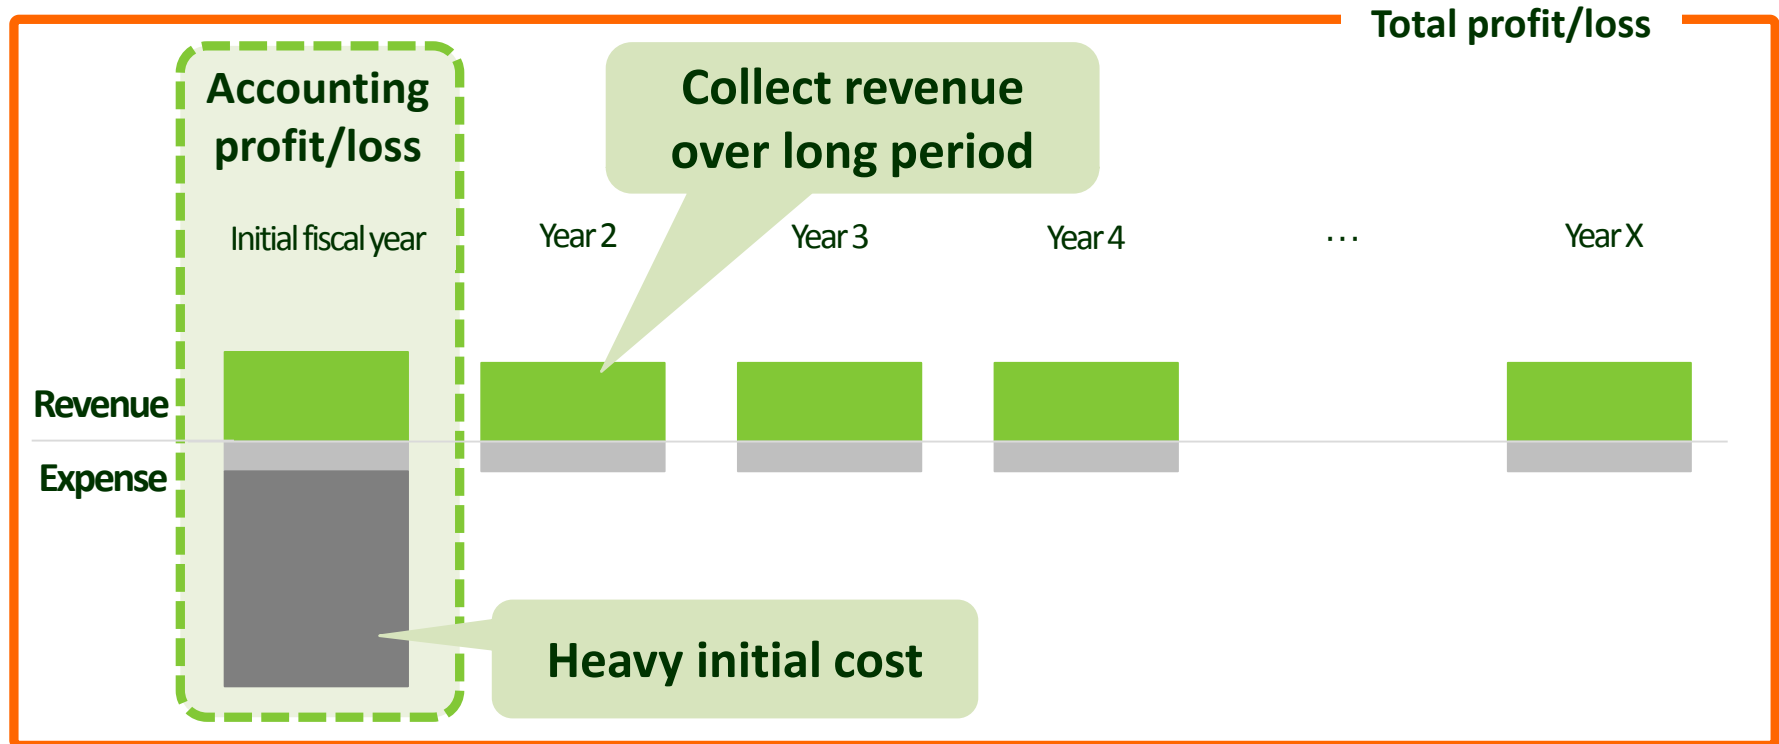 Total profit/loss
Accounting
profit/loss
Collect revenue
over long period
Initial fiscal year
Year 2
Year 3
Year 4
...
Year X
Revenue
Expense
Heavy initial cost